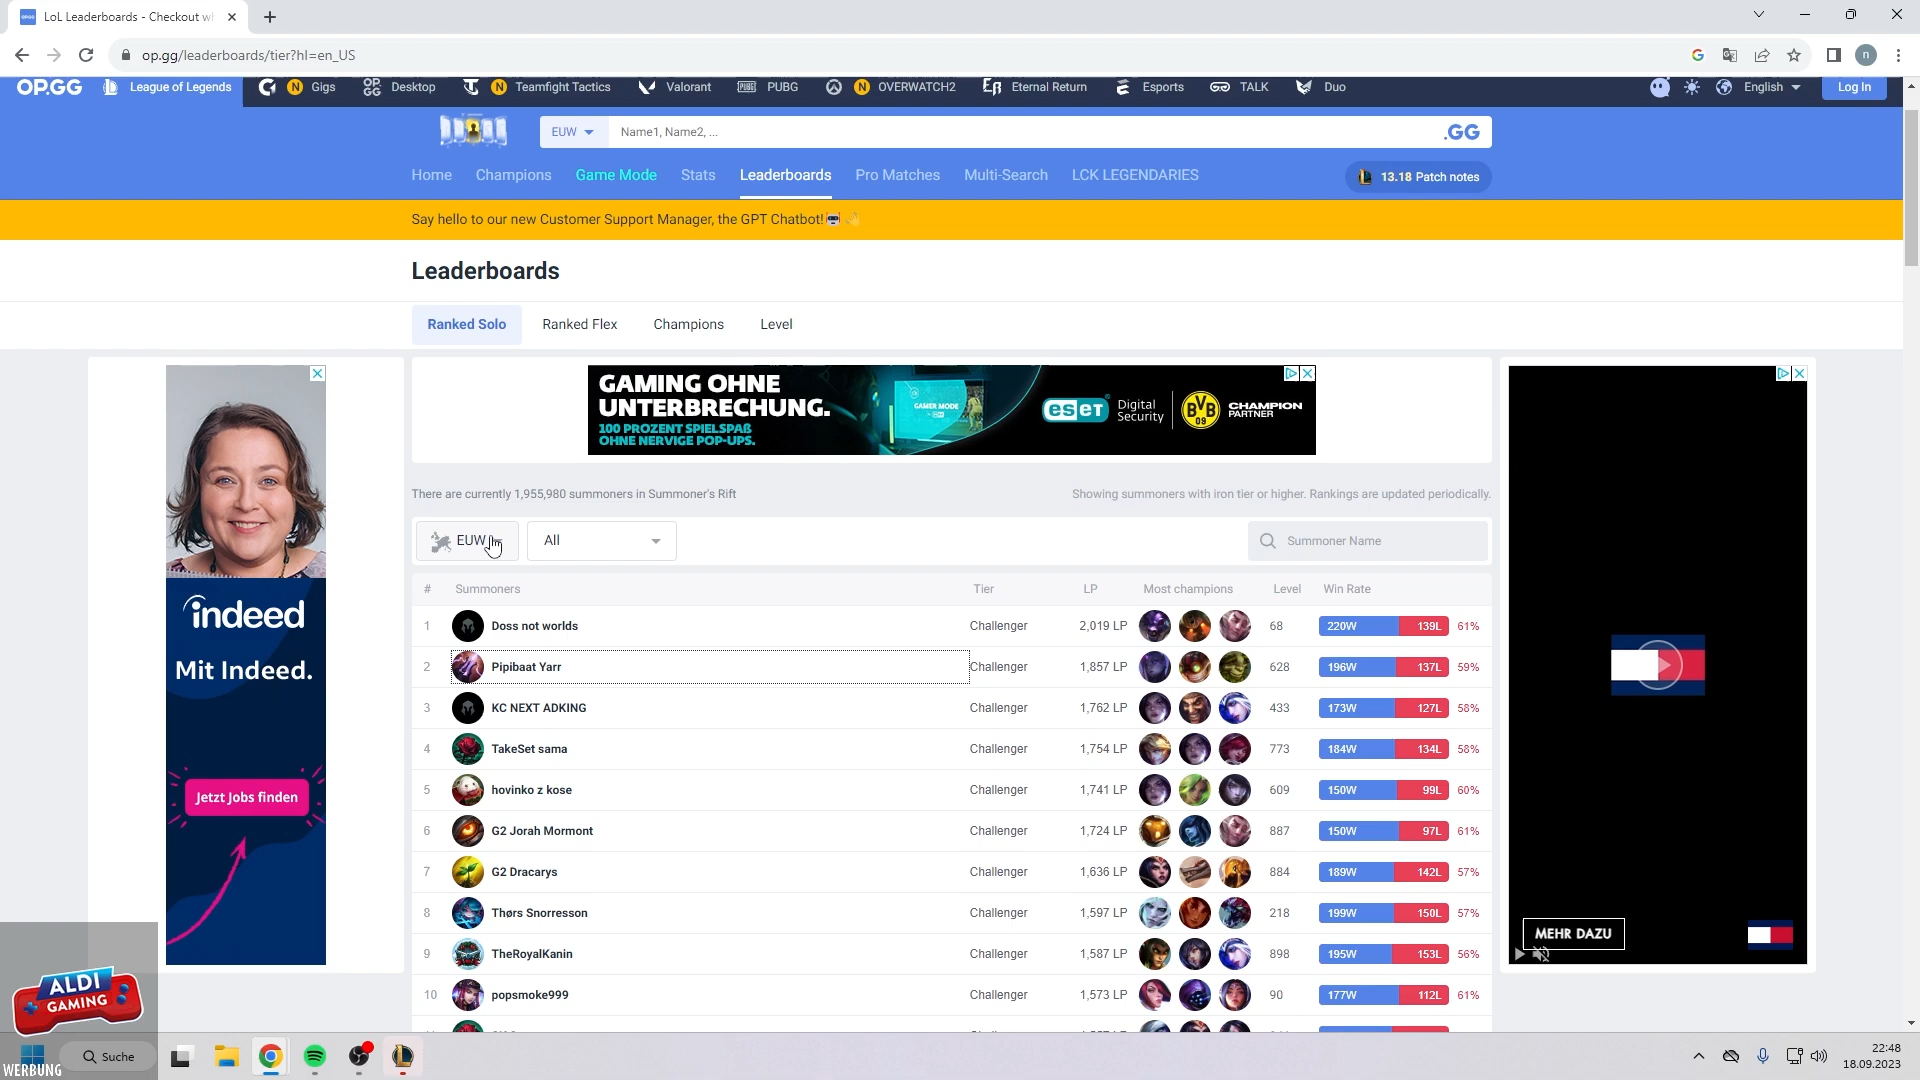 LoL Leaderboards - Checkout wh
op.gg/leaderboards/tier?hl=en_US
n
OP.GG
League of Legends
N Gigs
OP. GG Desktop
N Teamfight Tactics
Valorant
PUBG
N OVERWATCH2
Eternal Return
Esports
TALK
Duo
English
Log In
EUW
Name1, Name2, ...
.GG
Home
Champions
Game Mode
Stats
Leaderboards
Pro Matches
Multi-Search
LCK LEGENDARIES
13.18 Patch notes
Say hello to our new Customer Support Manager, the GPT Chatbot!
Leaderboards
Ranked Solo
Ranked Flex
Champions
Level
GAMING OHNE
UNTERBRECHUNG.
100 PROZENT SPIELSPAß
OHNE NERVIGE POP-UPS.
GAMER MODE
eseT
Digital
Security
BVB
09
CHAMPION
PARTNER
There are currently 1,955,980 summoners in Summoner's Rift
Showing summoners with iron tier or higher. Rankings are updated periodically.
EUW
All
Summoner Name
# Summoners Tier LP Most champions Level Win Rate
1 Doss not worlds Challenger 2,019 LP 68 220W 139L 61%
2 Pipibaat Yarr Challenger 1,857 LP 628 196W 137L 59%
3 KC NEXT ADKING Challenger 1,762 LP 433 173W 127L 58%
4 TakeSet sama Challenger 1,754 LP 773 184W 134L 58%
5 hovinko z kose Challenger 1,741 LP 609 150W 99L 60%
6 G2 Jorah Mormont Challenger 1,724 LP 887 150W 97L 61%
7 G2 Dracarys Challenger 1,636 LP 884 189W 142L 57%
8 Thørs Snorresson Challenger 1,597 LP 218 199W 150L 57%
9 TheRoyalKanin Challenger 1,587 LP 898 195W 153L 56%
10 popsmoke999 Challenger 1,573 LP 90 177W 112L 61%
indeed
Mit Indeed.
Jetzt Jobs finden
MEHR DAZU
ALDI
GAMING
WERBUNG
Suche
22:48
18.09.2023